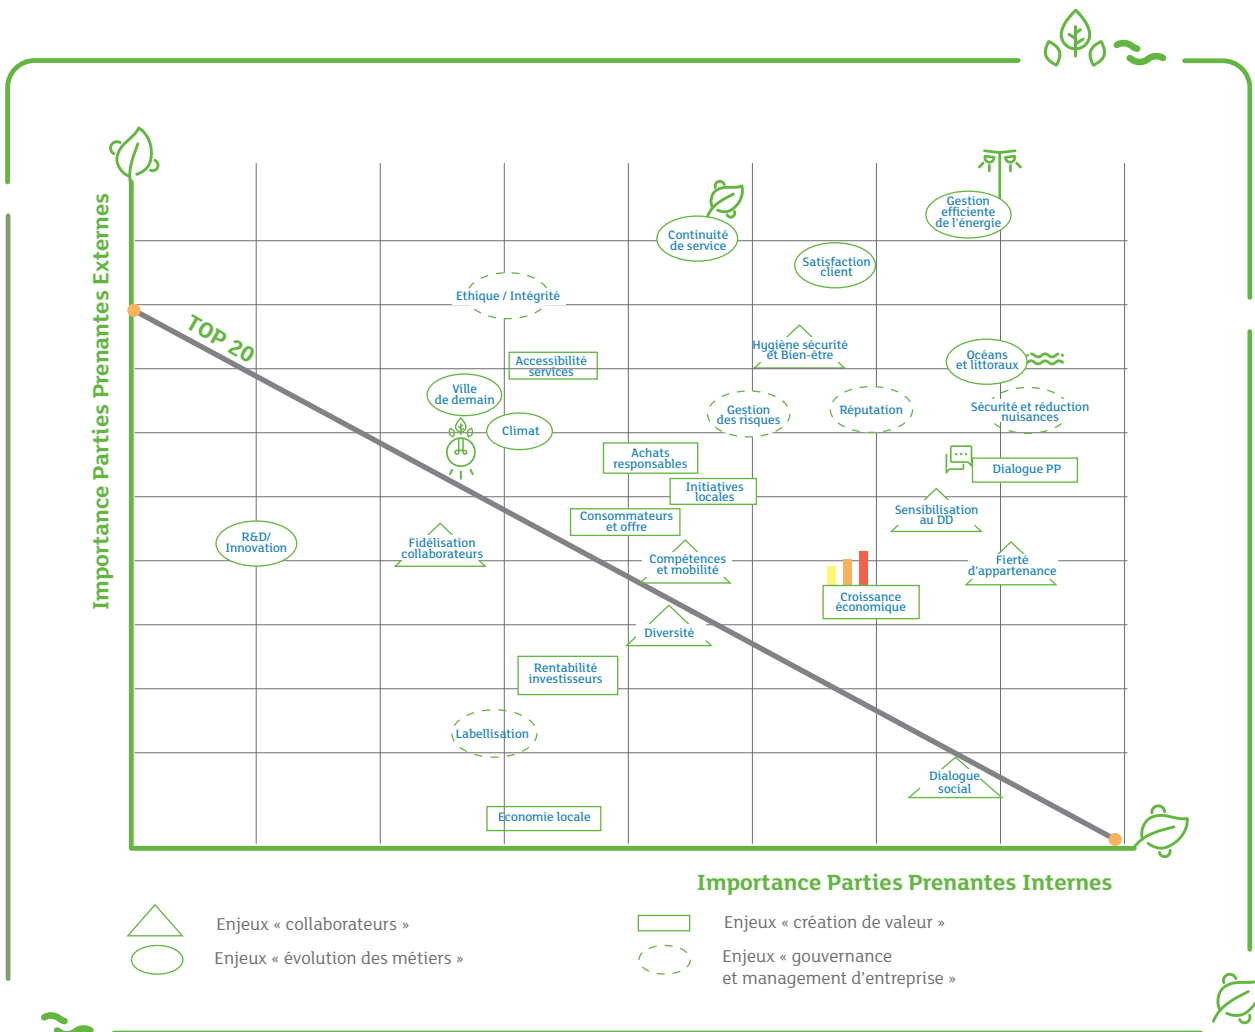 Importance Parties Prenantes Externes
Gestion
efficiente
de l'énergie
Continuité
de service
Satisfaction
client
Ethique / Intégrité
TOP 20
Hygiène sécurité
et Bien-être
Océans
et littoraux
Accessibilité
services
Ville
de demain
Gestion
des risques
Réputation
Sécurité et réduction
nuisances
Climat
Achats
responsables
Dialogue PP
Initiatives
locales
Consommateurs
et offre
Sensibilisation
au DD
R&D/
Innovation
Fidélisation
collaborateurs
Compétences
et mobilité
Fierté
d'appartenance
Croissance
économique
Diversité
Rentabilité
investisseurs
Labellisation
Dialogue
social
Economie locale
Importance Parties Prenantes Internes
Enjeux « collaborateurs »
Enjeux « création de valeur »
Enjeux « évolution des métiers »
Enjeux « gouvernance
et management d'entreprise »